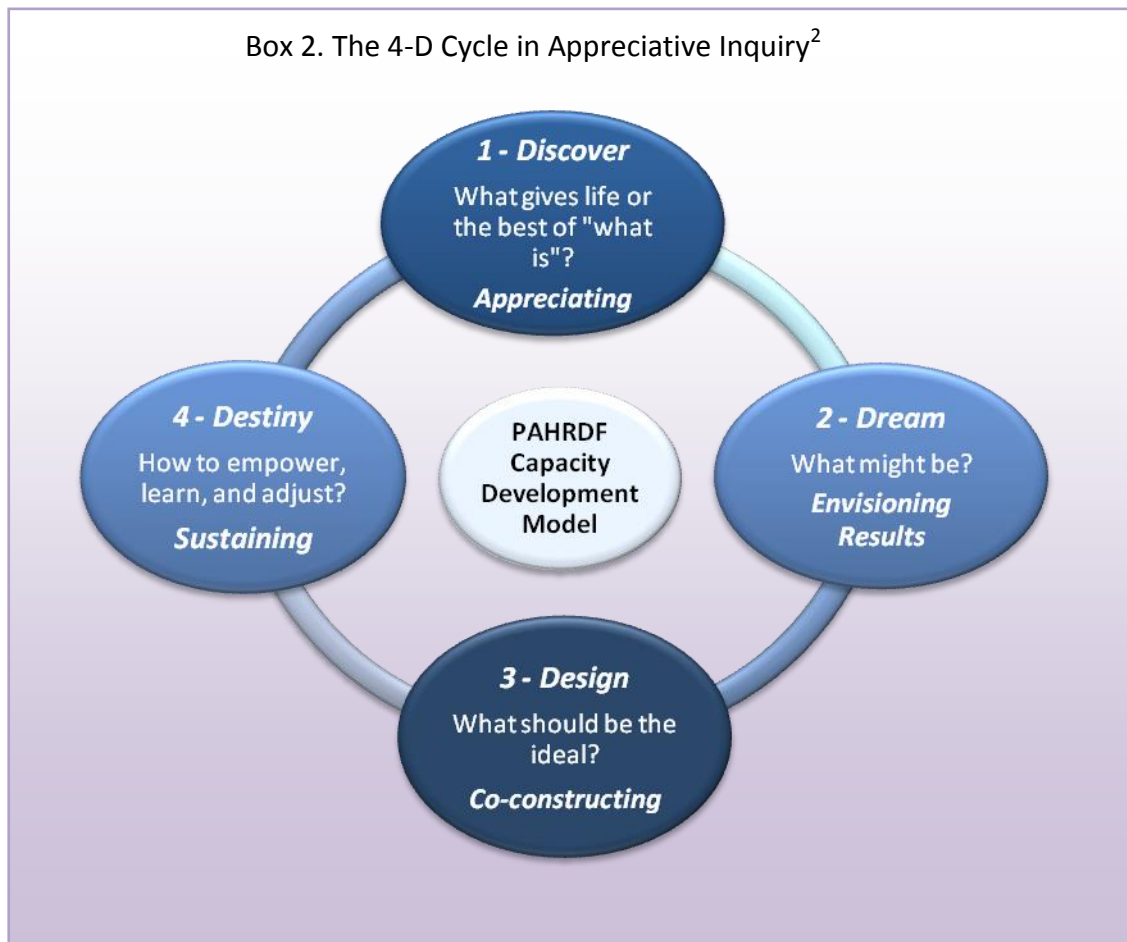 Box 2. The 4-D Cycle in Appreciative Inquiry²
1 - Discover
What gives life or
the best of "what
is"?
Appreciating
2 - Dream
What might be?
Envisioning
Results
3 - Design
What should be the
ideal?
Co-constructing
4 - Destiny
How to empower,
learn, and adjust?
Sustaining
PAHRDF
Capacity
Development
Model